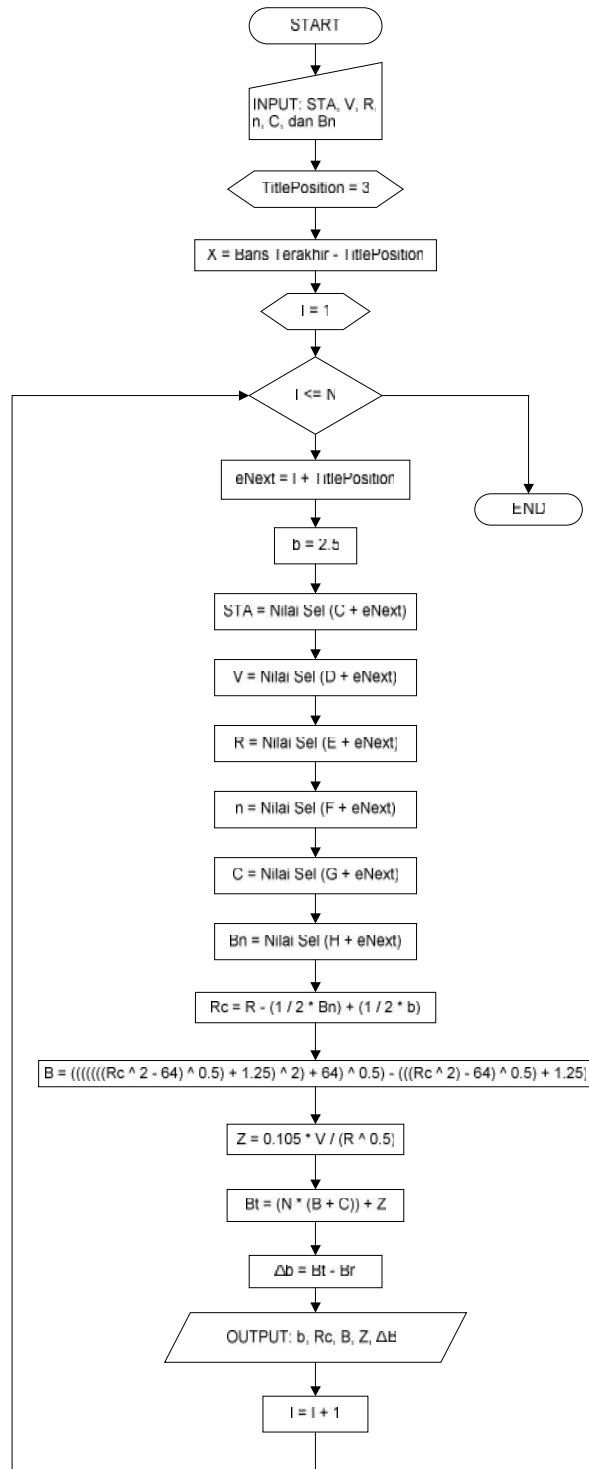 START
INPUT: STA, V, R,
n, C, dan Bn
TitlePosition = 3
X = Baris Terakhir - TitlePosition
I = 1
I <= N
eNext = I + TitlePosition
END
b = 2.5
STA = Nilai Sel (C + eNext)
V = Nilai Sel (D + eNext)
R = Nilai Sel (E + eNext)
n = Nilai Sel (F + eNext)
C = Nilai Sel (G + eNext)
Bn = Nilai Sel (H + eNext)
Rc = R - (1 / 2 * Bn) + (1 / 2 * b)
B = (((((((Rc ^ 2 - 64) ^ 0.5) + 1.25) ^ 2) + 64) ^ 0.5) - (((Rc ^ 2) - 64) ^ 0.5) + 1.25)
Z = 0.105 * V / (R ^ 0.5)
Bt = (N * (B + C)) + Z
Δb = Bt - Br
OUTPUT: b, Rc, B, Z, ΔB
I = I + 1